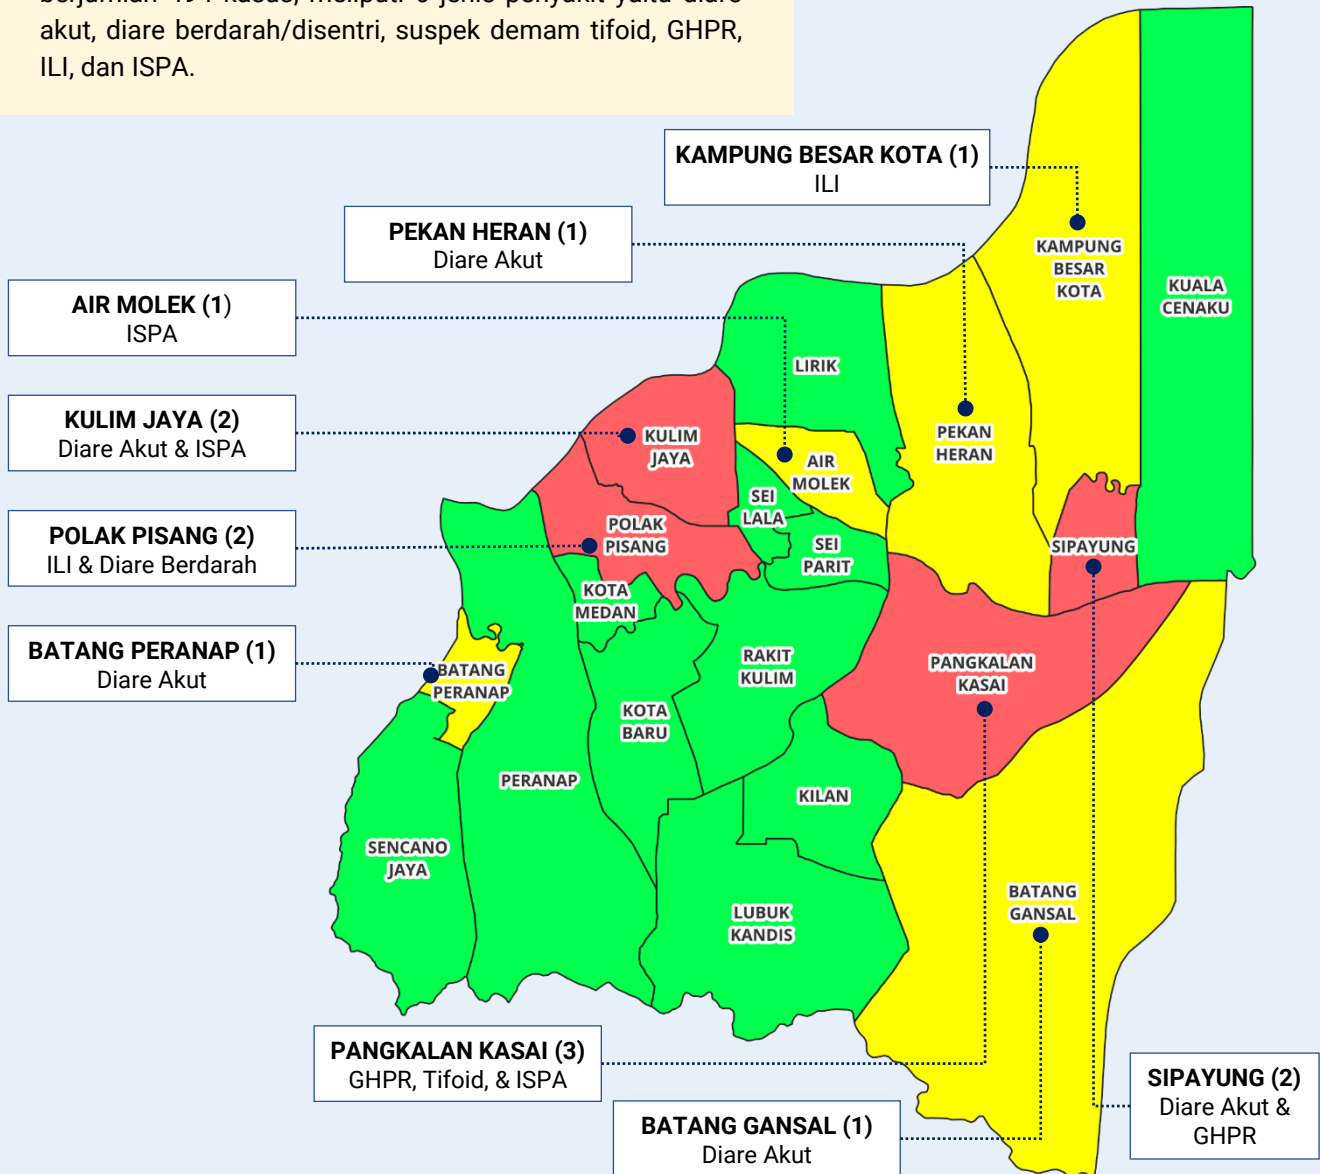 akut, diare berdarah/disentri, suspek demam tifoid, GHPR,
ILI, dan ISPA.
KAMPUNG BESAR KOTA (1)
ILI
PEKAN HERAN (1)
Diare Akut
AIR MOLEK (1)
ISPA
KULIM JAYA (2)
Diare Akut & ISPA
POLAK PISANG (2)
ILI & Diare Berdarah
BATANG PERANAP (1)
Diare Akut
KAMPUNG
BESAR
KOTA
KUALA
CENAKU
LIRIK
KULIM
JAYA
PEKAN
HERAN
AIR
MOLEK
SEI
LALA
POLAK
PISANG
SEI
PARIT
SIPAYUNG
KOTA
MEDAN
BATANG
PERANAP
RAKIT
KULIM
PANGKALAN
KASAI
KOTA
BARU
PERANAP
KILAN
SENCANO
JAYA
LUBUK
KANDIS
BATANG
GANSAL
PANGKALAN KASAI (3)
GHPR, Tifoid, & ISPA
BATANG GANSAL (1)
Diare Akut
SIPAYUNG (2)
Diare Akut &
GHPR